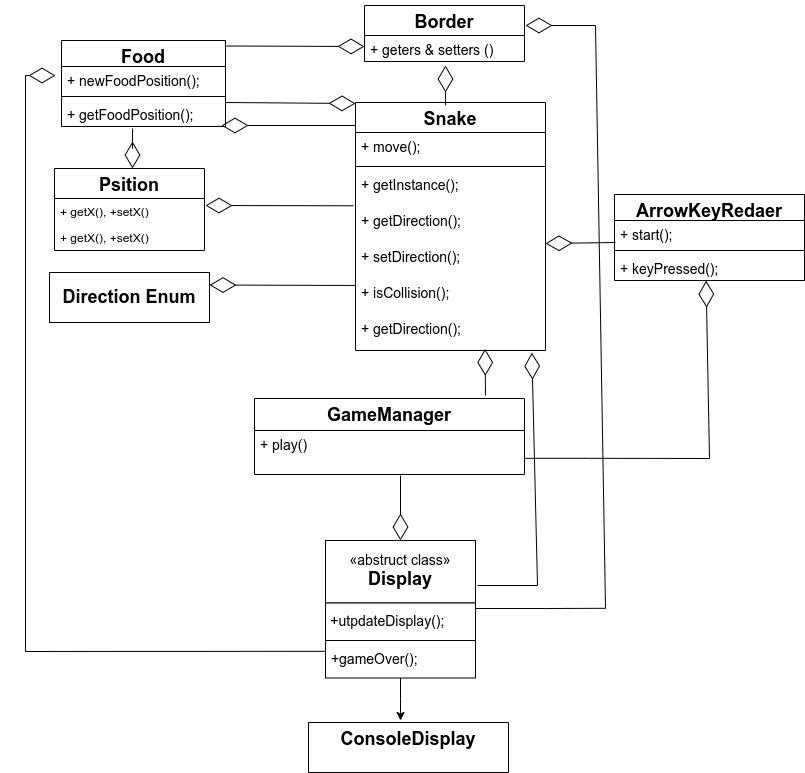 Border
+ geters & setters ()
Food
+ newFoodPosition();
+ getFoodPosition();
Snake
+ move();
+ getInstance();
+ getDirection();
+ setDirection();
+ isCollision();
+ getDirection();
Psition
+ getX(), +setX()
+ getX(), +setX()
ArrowKeyRedaer
+ start();
+ keyPressed();
Direction Enum
GameManager
+ play()
«abstruct class»
Display
+utpdateDisplay();
+gameOver();
ConsoleDisplay